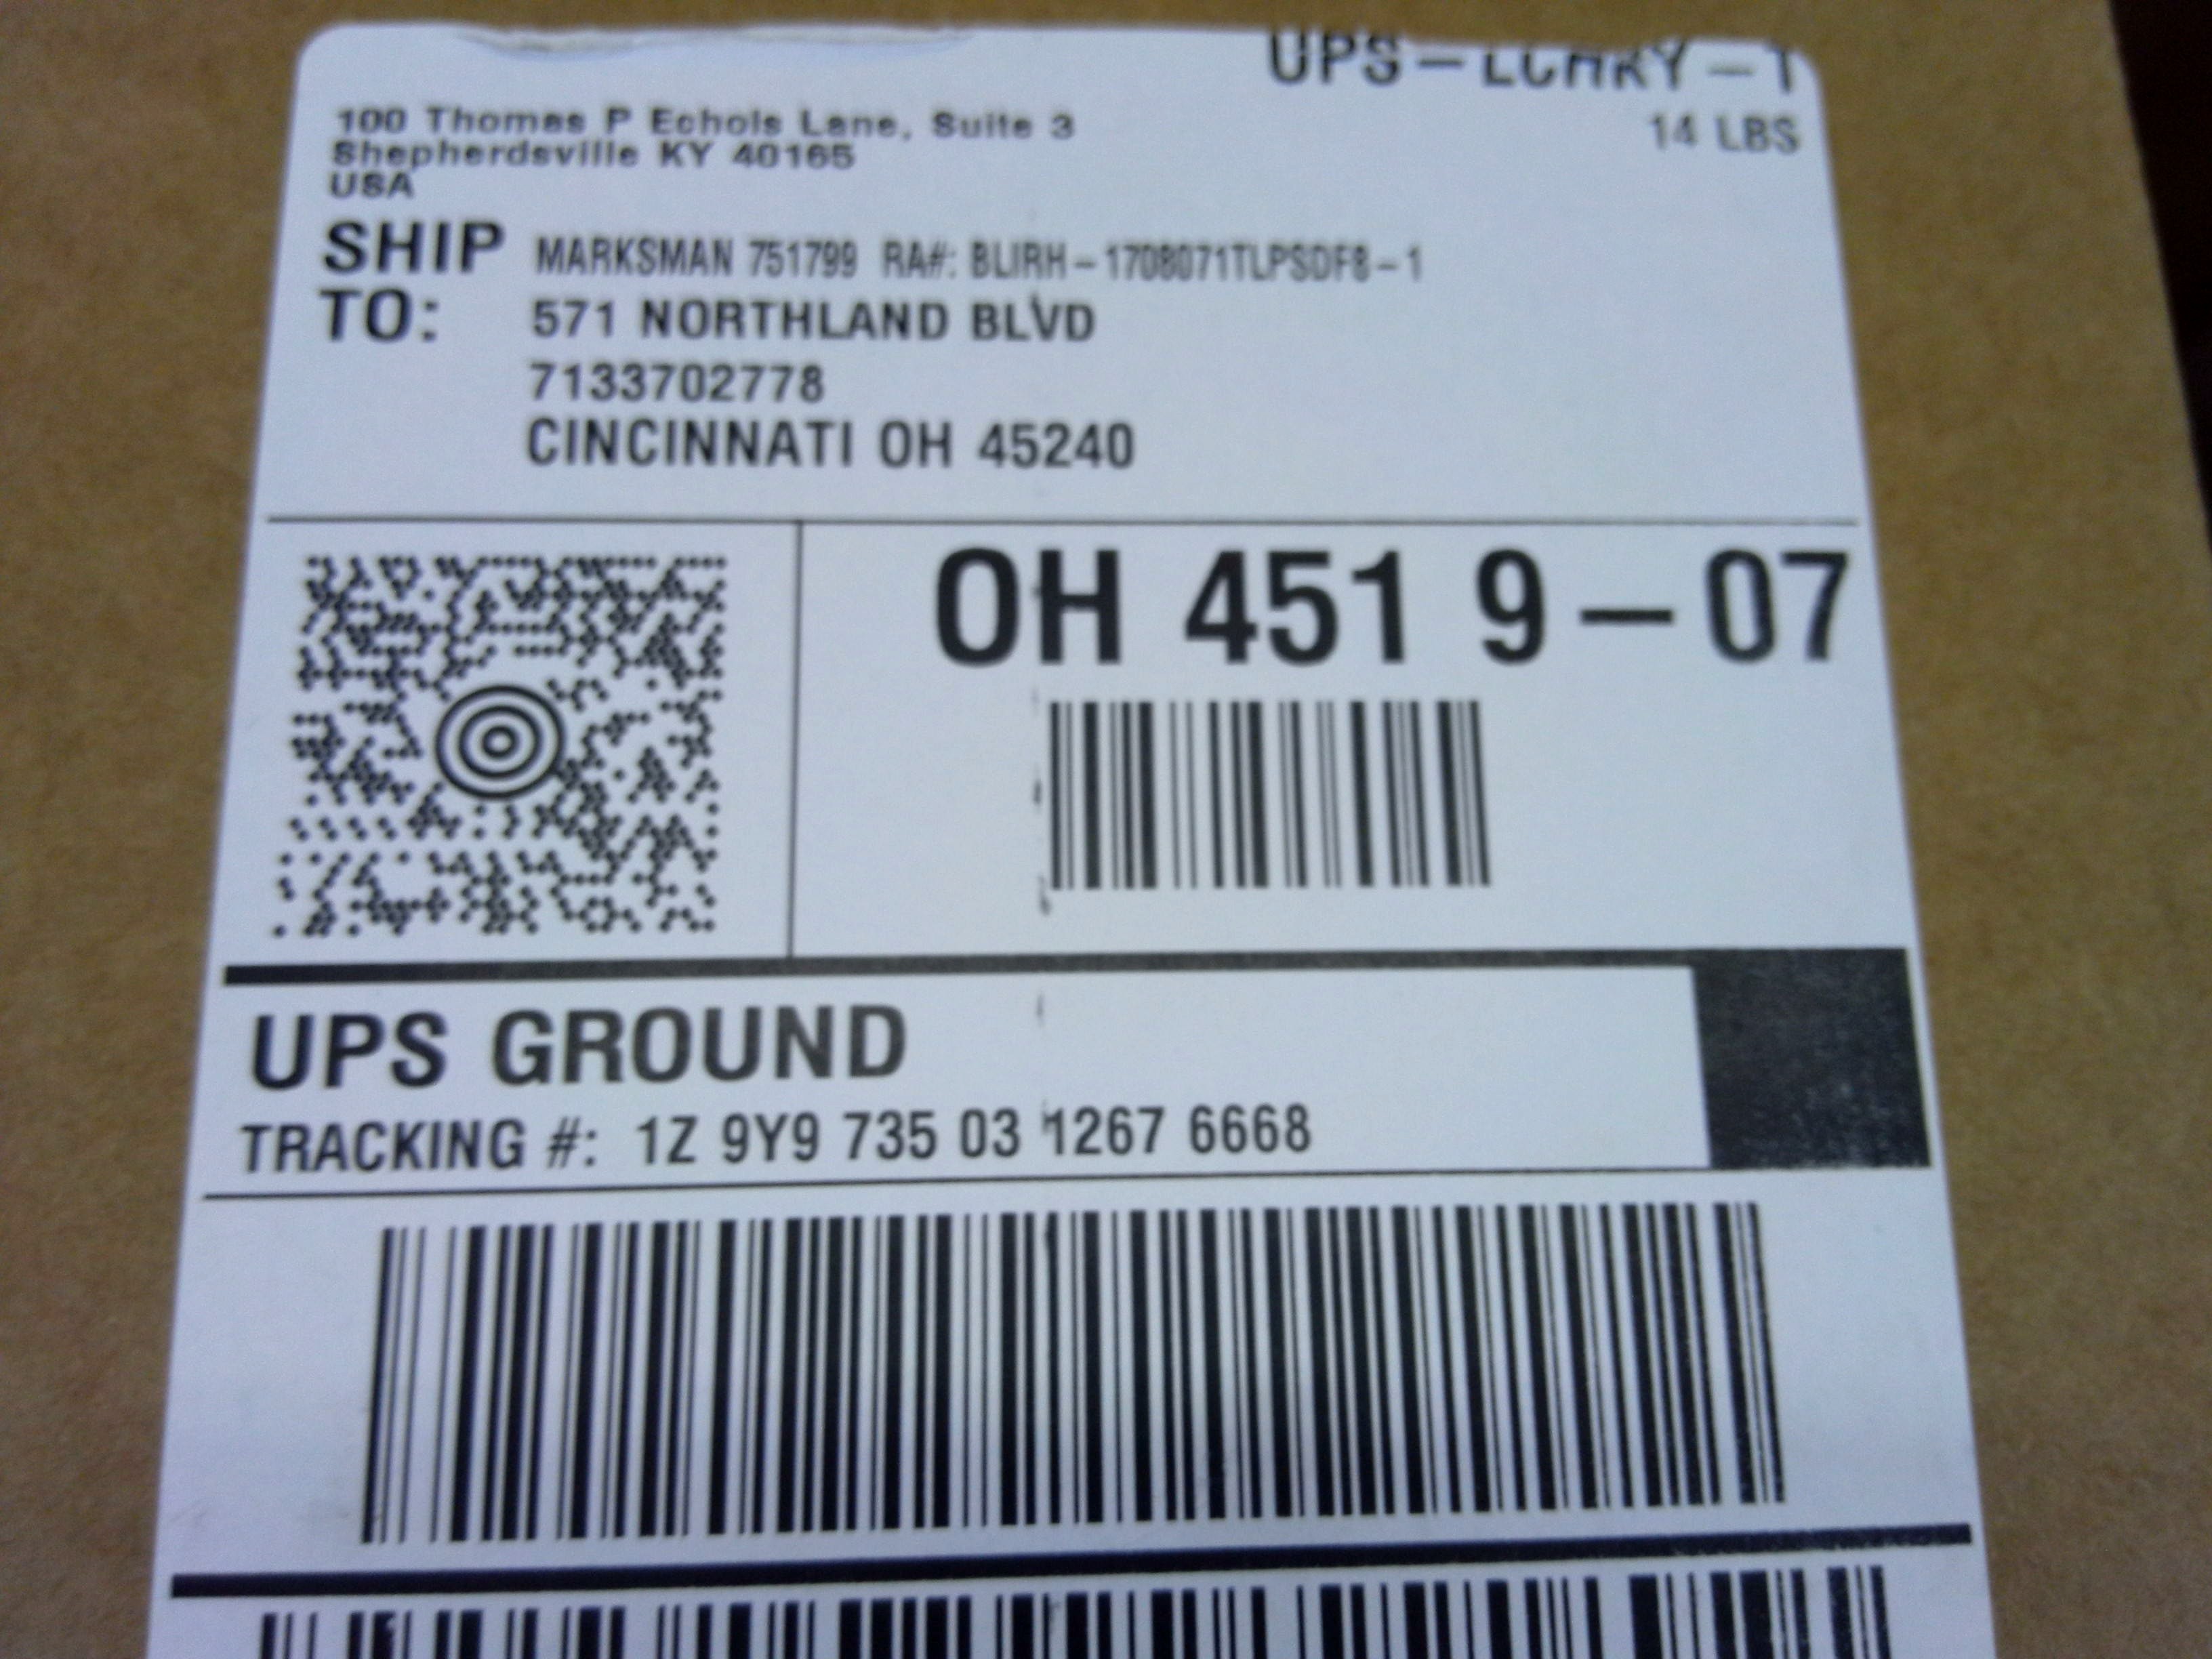 UPS-LCHKY-1
14 LBS
100 Thomas P Echols Lane, Suite 3
Shepherdsville KY 40165
USA
SHIP TO:
MARKSMAN 751799 RA#: BLIRH-1708071TLPSDF8-1
571 NORTHLAND BLVD
7133702778
CINCINNATI OH 45240
OH 451 9-07
UPS GROUND
TRACKING #: 1Z 9Y9 735 03 1267 6668